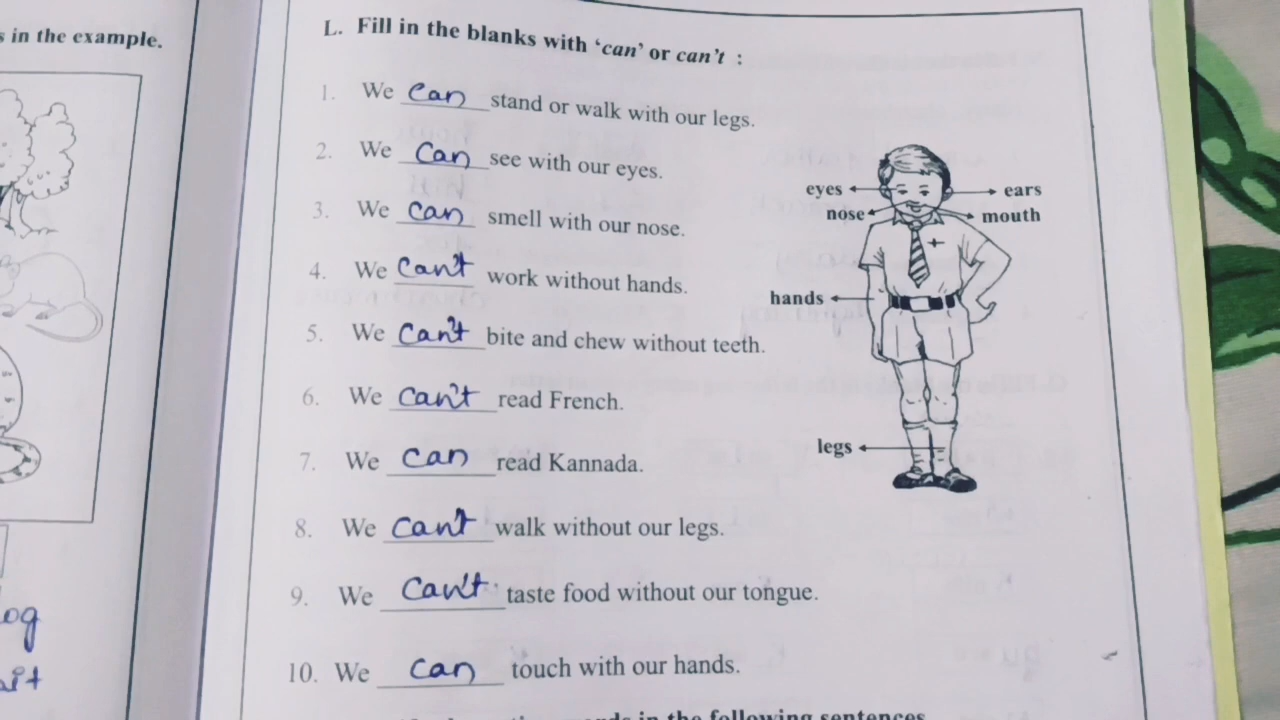 s in the example.
L. Fill in the blanks with 'can' or can't :
1. We can stand or walk with our legs.
2. We Can see with our eyes.
3. We can smell with our nose.
4. We can't work without hands.
5. We can't bite and chew without teeth.
6. We can't read French.
7. We can read Kannada.
8. We can't walk without our legs.
9. We Can't taste food without our tongue.
10. We can touch with our hands.
eyes
ears
nose
mouth
hands
legs
og
in the following sentences